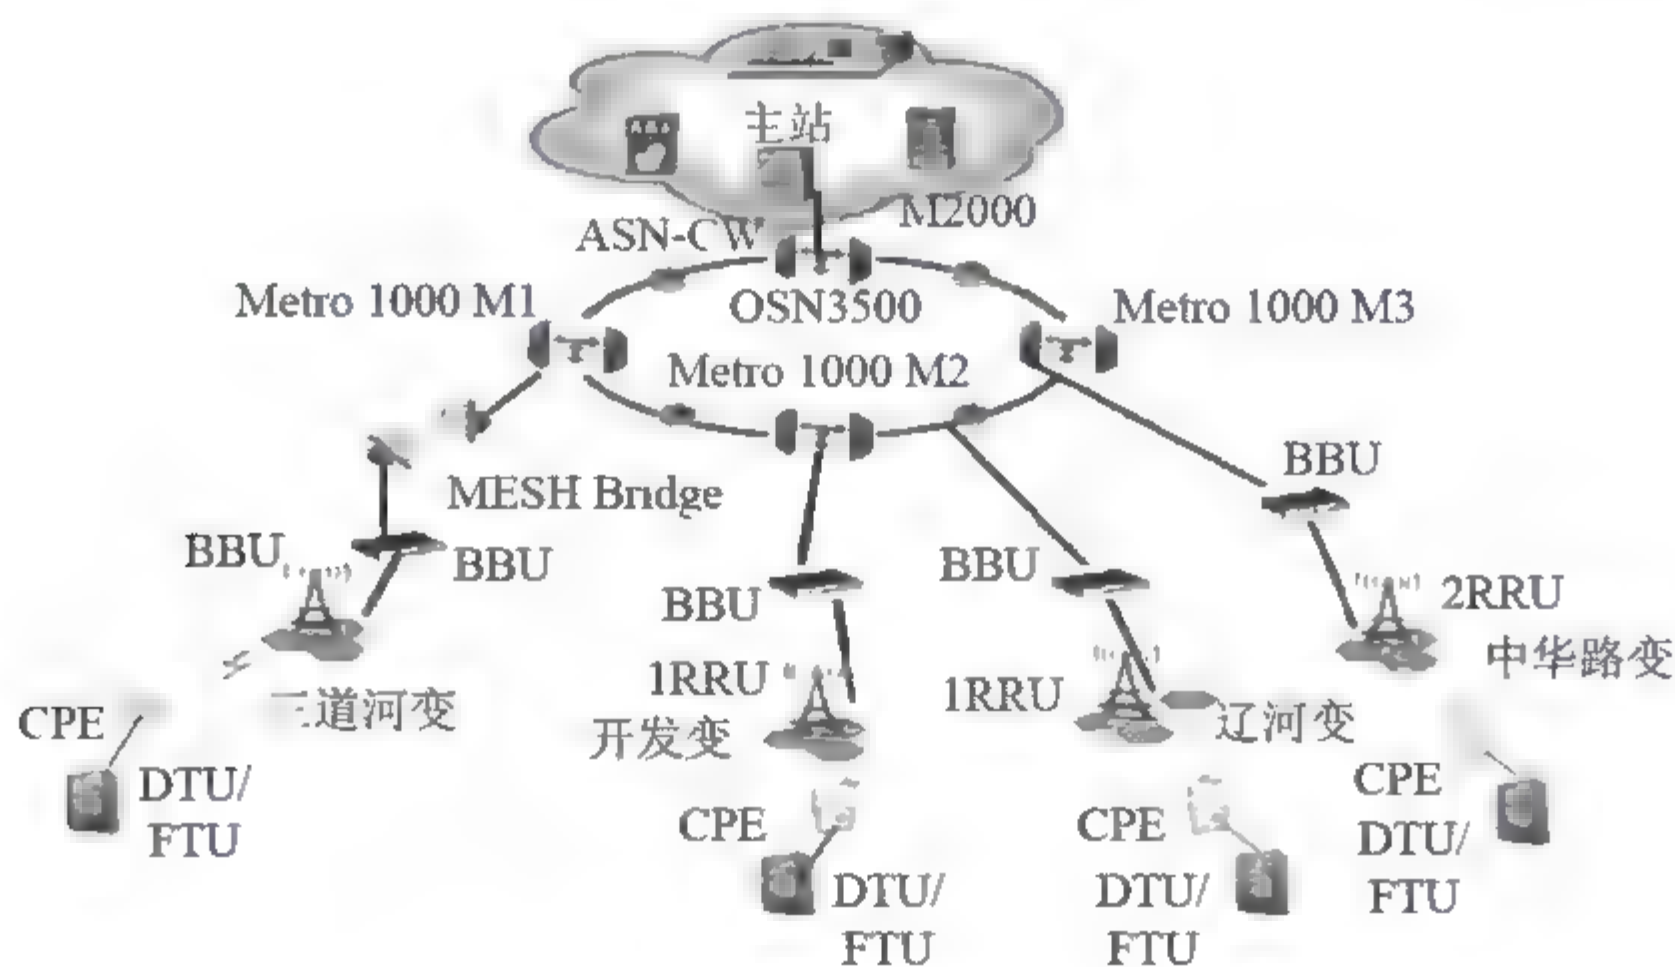 主站
M2000
ASN-CW
Metro 1000 M1
OSN3500
Metro 1000 M3
Metro 1000 M2
BBU
MESH Bridge
BBU
BBU
BBU
BBU
2RRU
中华路变
1RRU
开发变
1RRU
辽河变
三道河变
CPE
DTU/
FTU
CPE
DTU/
FTU
CPE
DTU/
FTU
CPE
DTU/
FTU